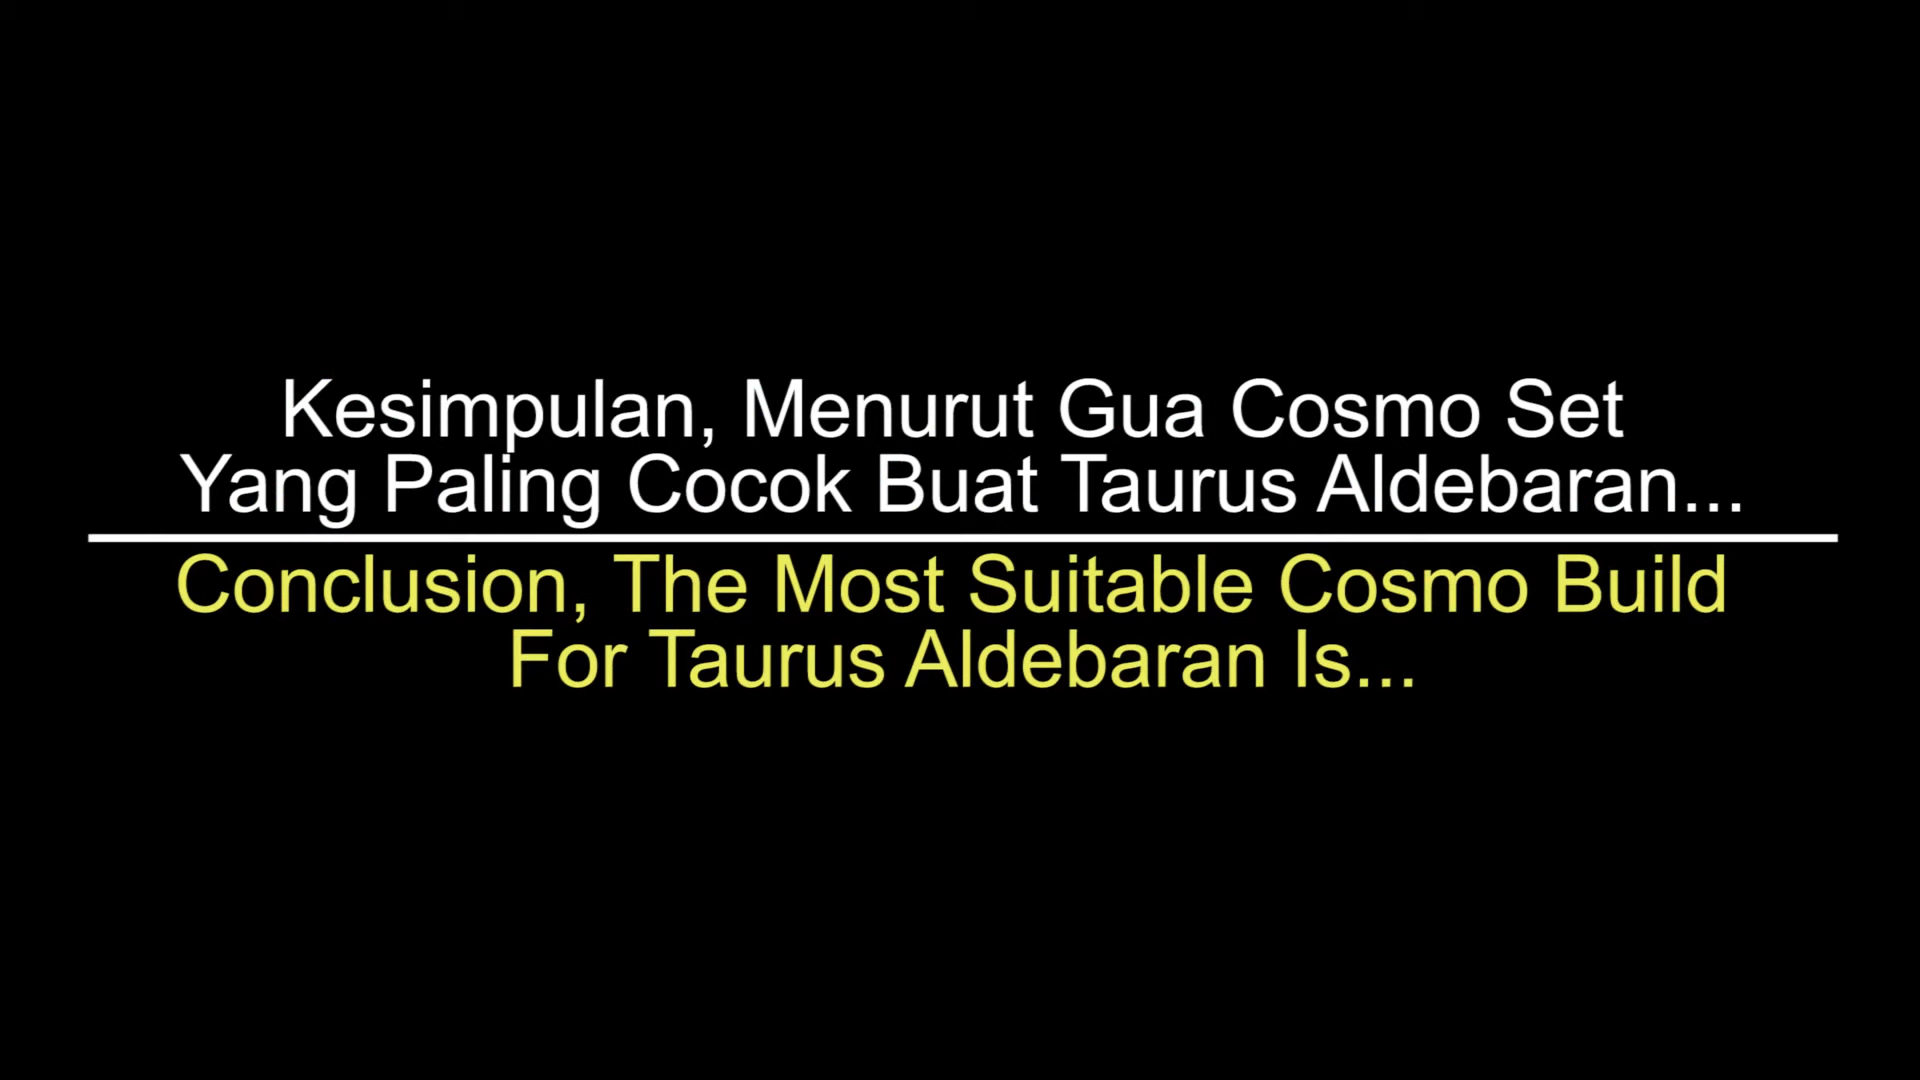 Kesimpulan, Menurut Gua Cosmo Set
Yang Paling Cocok Buat Taurus Aldebaran...
Conclusion, The Most Suitable Cosmo Build
For Taurus Aldebaran Is...